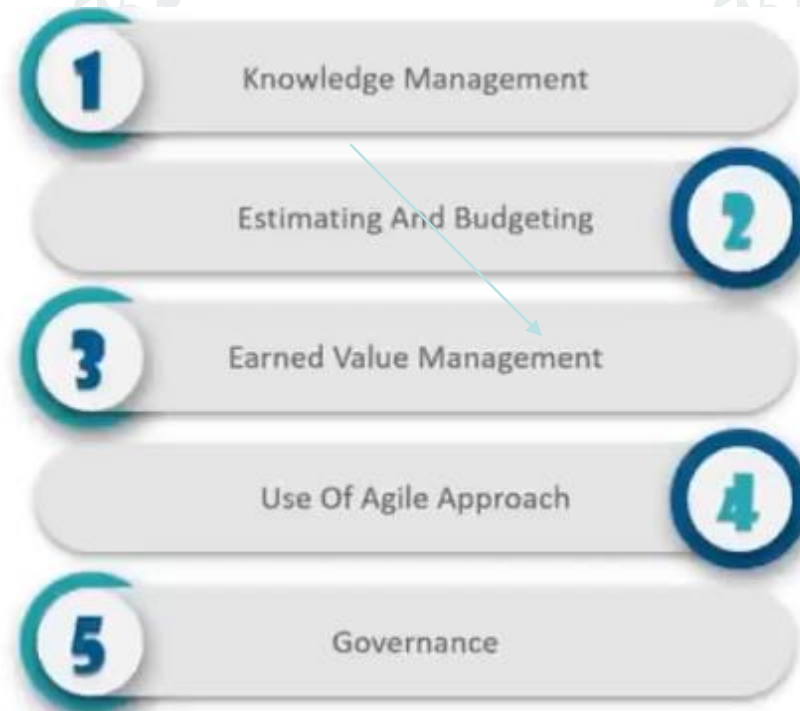 1 Knowledge Management
Estimating And Budgeting 2
3 Earned Value Management
Use Of Agile Approach 4
5 Governance